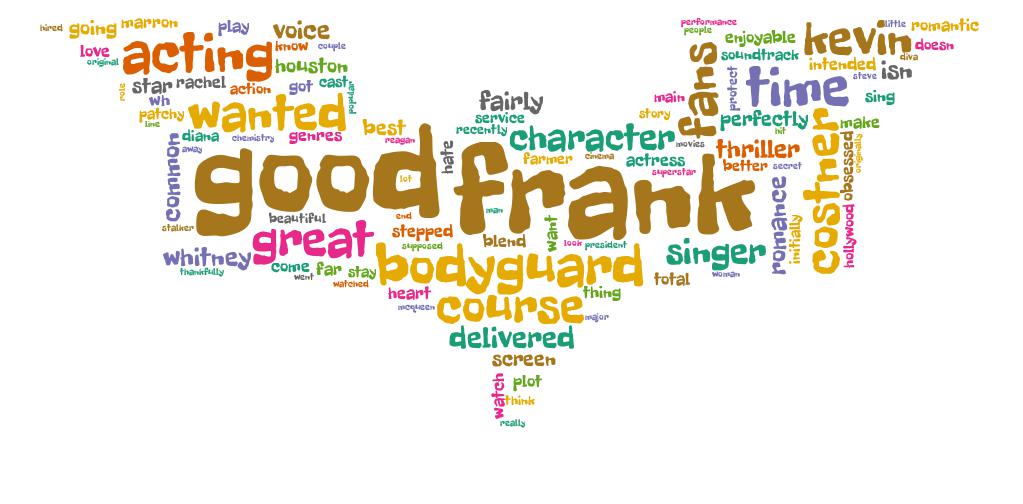 hired
going
marron
play
voice
performance
people
little
romantic
love
original
acting
know
couple
enjoyable
kevin
doesn
diva
soundtrack
fans
houston
star
rachel
action
got
cast
popular
role
wh
main
protect
time
intended
steve
isn
sing
patchy
line
wanted
fairly
service
recently
story
perfectly
hit
make
diana
chemistry
genres
best
reagan
character
movies
common
away
good
hate
frank
farmer
cinema
actress
superstar
thriller
better
secret
costner
obsessed
originally
lot
man
stalker
beautiful
end
stepped
supposed
blend
want
look
president
romance
initially
hollywood
whitney
great
singer
thankfully
come
went
far
stay
watched
bodyguard
total
woman
heart
mcqueen
course
thing
major
delivered
screen
watch
plot
think
really